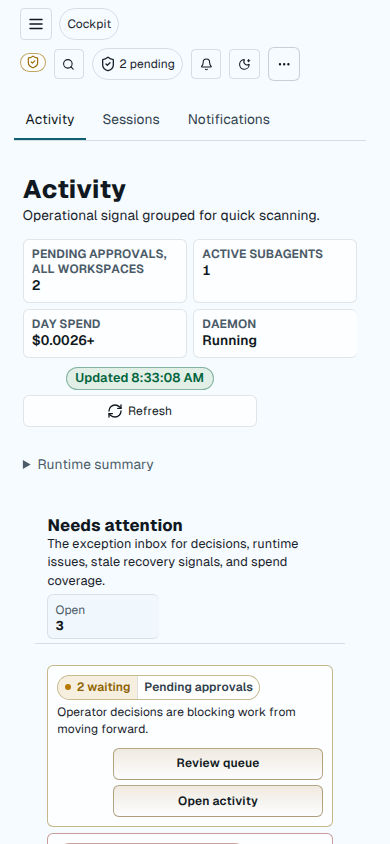 Cockpit
2 pending
Activity
Sessions
Notifications
Activity
Operational signal grouped for quick scanning.
PENDING APPROVALS,
ALL WORKSPACES
2
ACTIVE SUBAGENTS
1
DAY SPEND
$0.0026+
DAEMON
Running
Updated 8:33:08 AM
Refresh
Runtime summary
Needs attention
The exception inbox for decisions, runtime
issues, stale recovery signals, and spend
coverage.
Open
3
2 waiting
Pending approvals
Operator decisions are blocking work from
moving forward.
Review queue
Open activity